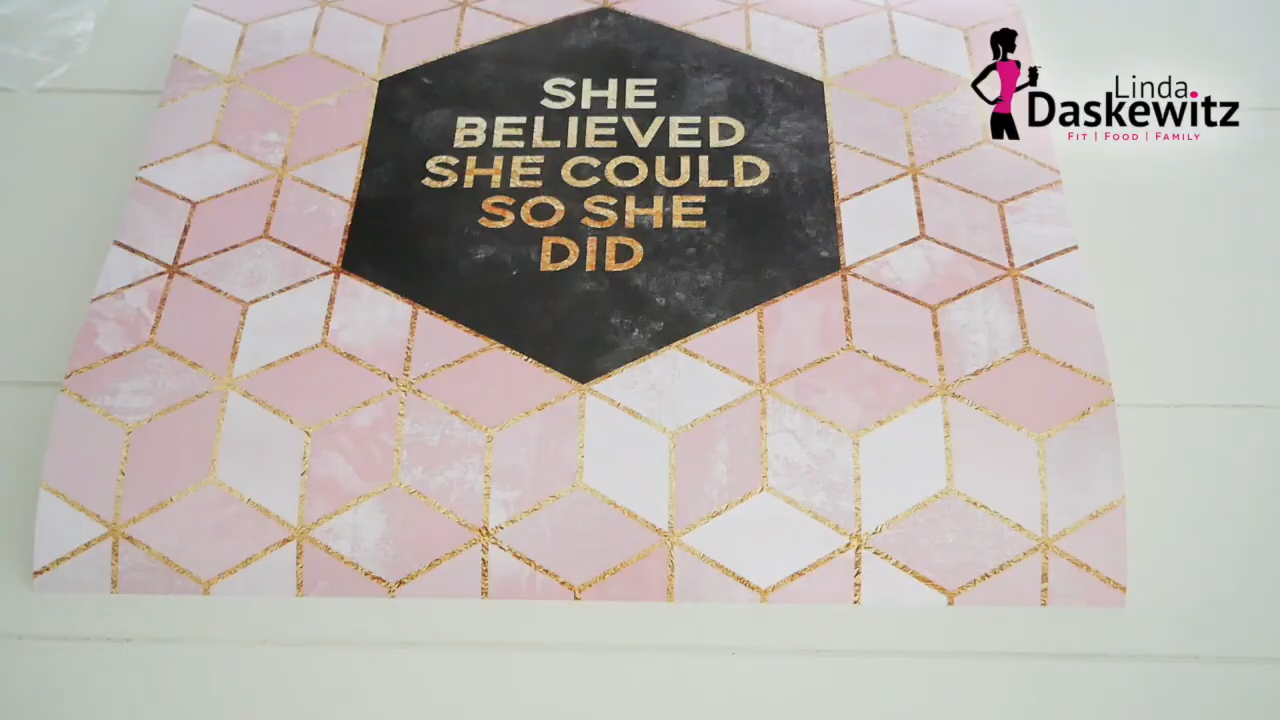 SHE
BELIEVED
SHE COULD
SO SHE
DID
Linda
Daskewitz
FIT | FOOD | FAMILY